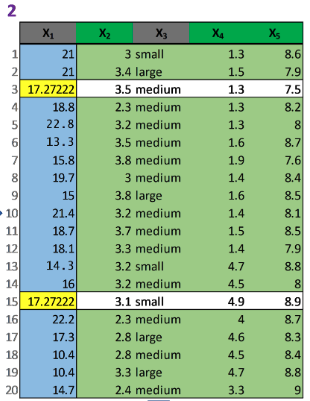 2
X₁ X₂ X₃ X₄ X₅
1 21 3 small 1.3 8.6
2 21 3.4 large 1.5 7.9
3 17.27222 3.5 medium 1.3 7.5
4 18.8 2.3 medium 1.3 8.2
5 22.8 3.2 medium 1.3 8
6 13.3 3.5 medium 1.6 8.7
7 15.8 3.8 medium 1.9 7.6
8 19.7 3 medium 1.4 8.4
9 15 3.8 large 1.6 8.5
10 21.4 3.2 medium 1.4 8.1
11 18.7 3.7 medium 1.5 8.5
12 18.1 3.3 medium 1.4 7.9
13 14.3 3.2 small 4.7 8.8
14 16 3.2 medium 4.5 8
15 17.27222 3.1 small 4.9 8.9
16 22.2 2.3 medium 4 8.7
17 17.3 2.8 large 4.6 8.3
18 10.4 2.8 medium 4.5 8.4
19 10.4 3.3 large 4.7 8.8
20 14.7 2.4 medium 3.3 9